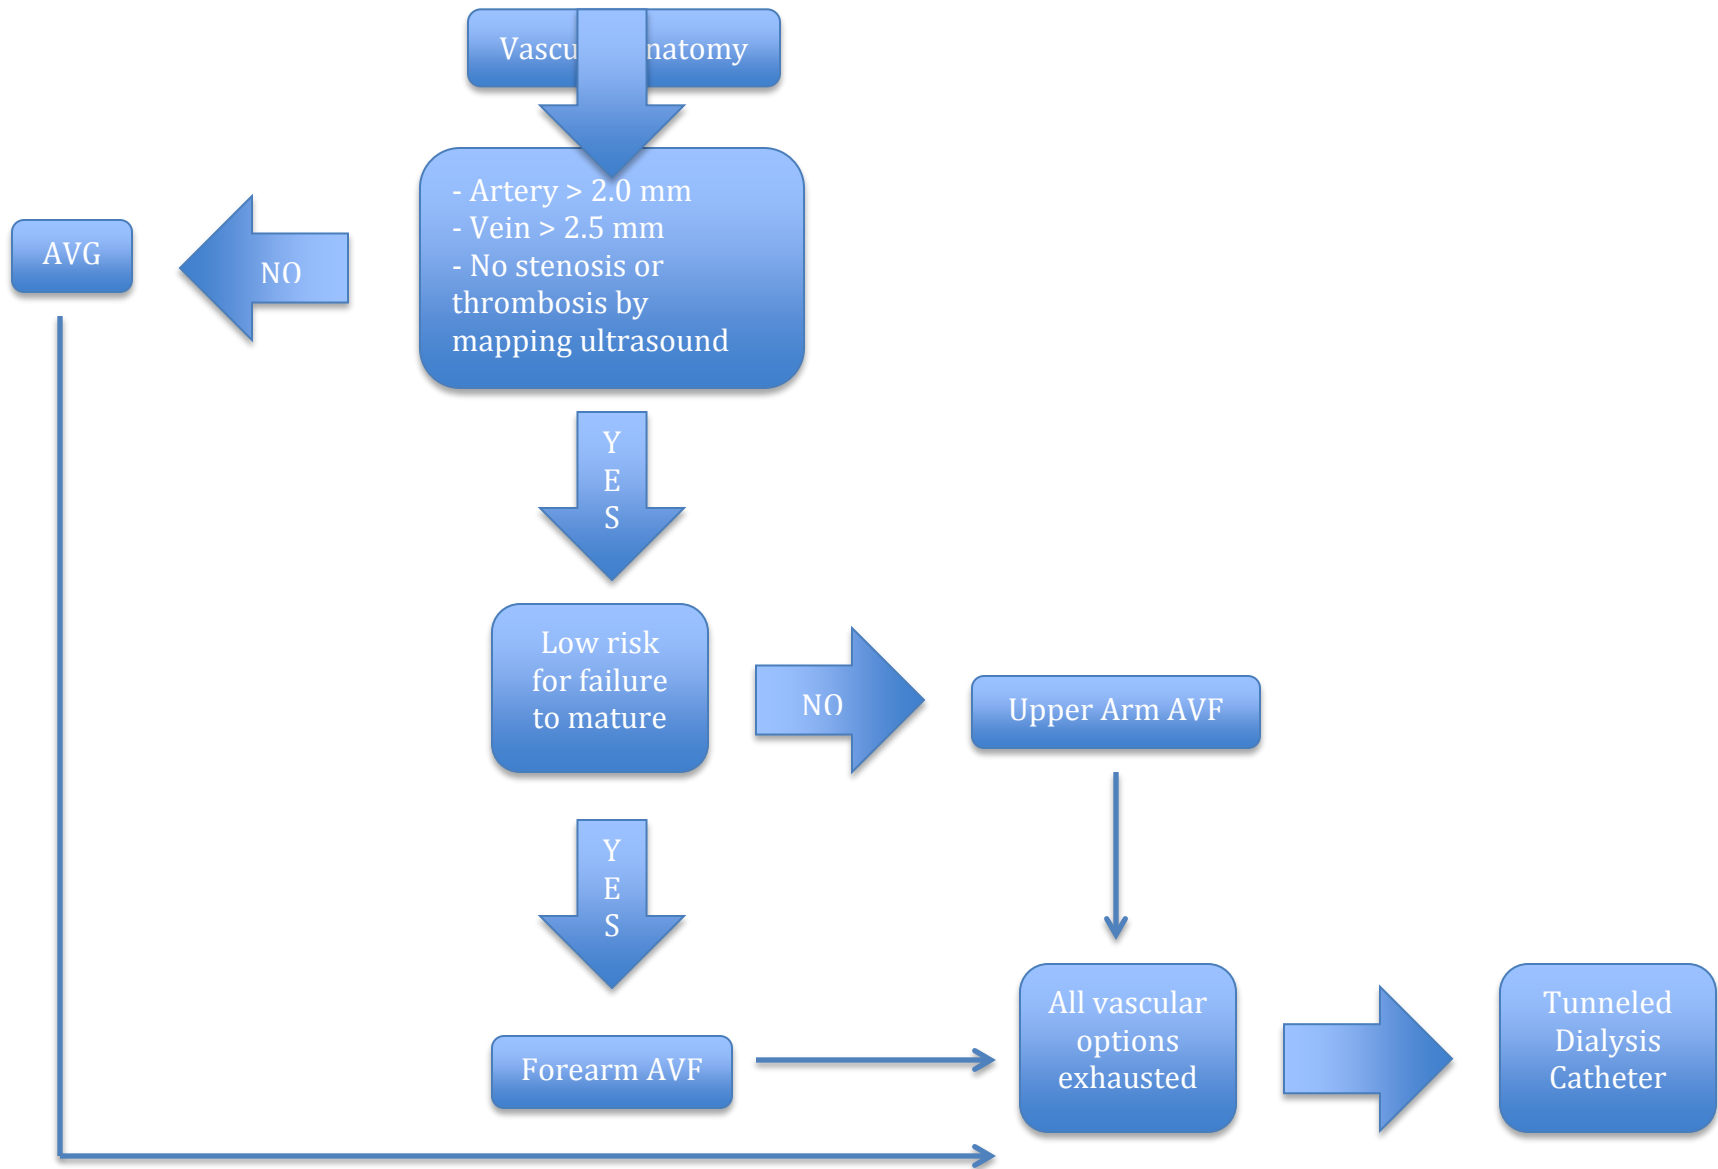 Vascu natomy
- Artery > 2.0 mm
- Vein > 2.5 mm
- No stenosis or
thrombosis by
mapping ultrasound
AVG
NO
Y
E
S
Low risk
for failure
to mature
NO
Upper Arm AVF
Y
E
S
Forearm AVF
All vascular
options
exhausted
Tunneled
Dialysis
Catheter